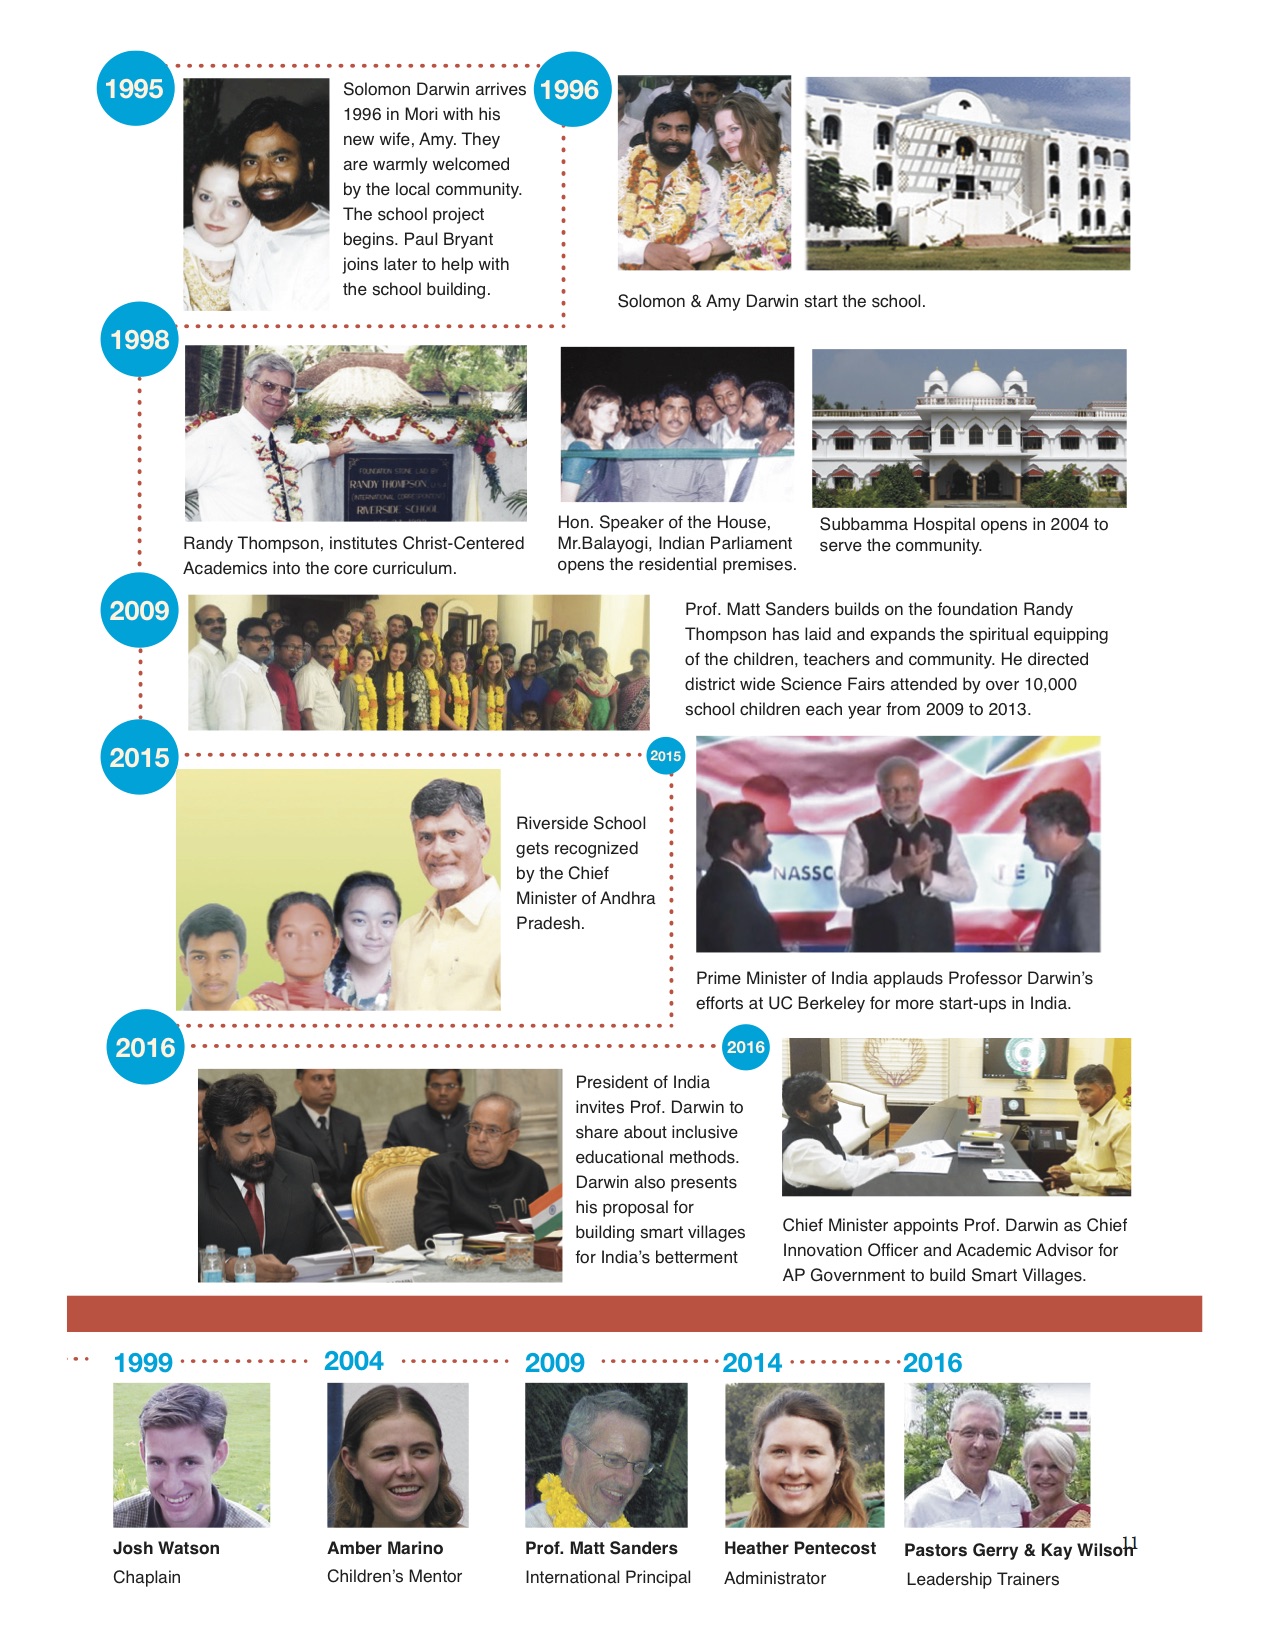 1995
Solomon Darwin arrives
1996 in Mori with his
new wife, Amy. They
are warmly welcomed
by the local community.
The school project
begins. Paul Bryant
joins later to help with
the school building.
1996
Solomon & Amy Darwin start the school.
1998
FOUNDATION STONE LAID BY
RANDY THOMPSON, U.S.A
(INTERNATIONAL CORRESPONDENT)
RIVERSIDE SCHOOL
Randy Thompson, institutes Christ-Centered
Academics into the core curriculum.
Hon. Speaker of the House,
Mr.Balayogi, Indian Parliament
opens the residential premises.
Subbamma Hospital opens in 2004 to
serve the community.
2009
Prof. Matt Sanders builds on the foundation Randy
Thompson has laid and expands the spiritual equipping
of the children, teachers and community. He directed
district wide Science Fairs attended by over 10,000
school children each year from 2009 to 2013.
2015
Riverside School
gets recognized
by the Chief
Minister of Andhra
Pradesh.
2015
NASSC
E N
Prime Minister of India applauds Professor Darwin’s
efforts at UC Berkeley for more start-ups in India.
2016
President of India
invites Prof. Darwin to
share about inclusive
educational methods.
Darwin also presents
his proposal for
building smart villages
for India’s betterment
2016
Chief Minister appoints Prof. Darwin as Chief
Innovation Officer and Academic Advisor for
AP Government to build Smart Villages.
1999
Josh Watson
Chaplain
2004
Amber Marino
Children’s Mentor
2009
Prof. Matt Sanders
International Principal
2014
Heather Pentecost
Administrator
2016
Pastors Gerry & Kay Wilson
Leadership Trainers
11